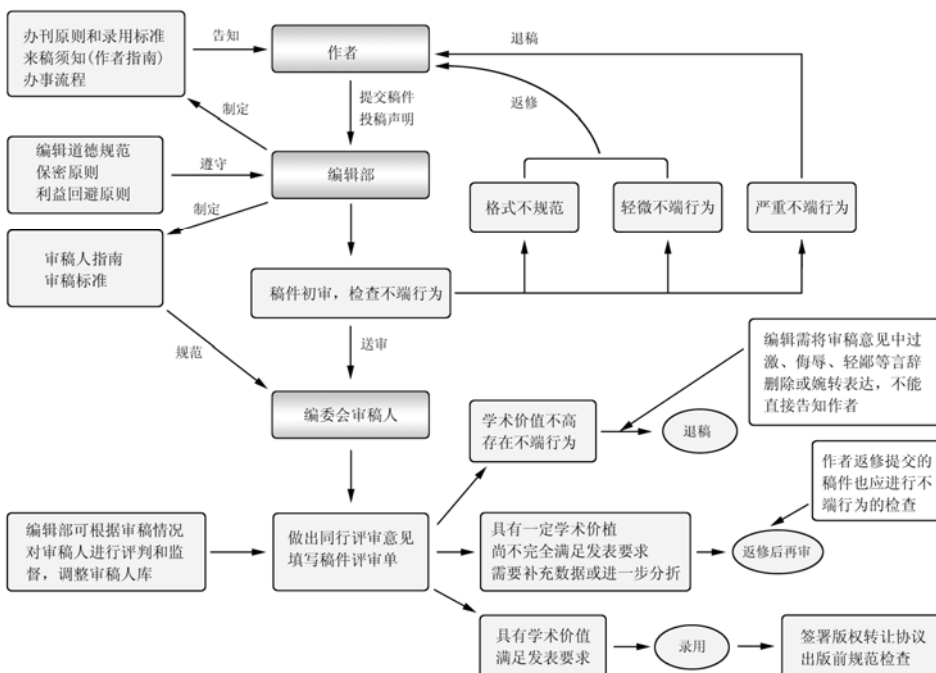 办刊原则和录用标准
来稿须知(作者指南)
办事流程
告知
作者
退稿
提交稿件
投稿声明
返修
制定
编辑道德规范
保密原则
利益回避原则
遵守
编辑部
格式不规范
轻微不端行为
严重不端行为
制定
审稿人指南
审稿标准
稿件初审，检查不端行为
规范
送审
编辑需将审稿意见中过
激、侮辱、轻鄙等言辞
删除或婉转表达，不能
直接告知作者
编委会审稿人
学术价值不高
存在不端行为
退稿
作者返修提交的
稿件也应进行不
端行为的检查
编辑部可根据审稿情况
对审稿人进行评判和监
督，调整审稿人库
做出同行评审意见
填写稿件评审单
具有一定学术价植
尚不完全满足发表要求
需要补充数据或进一步分折
返修后再审
具有学术价值
满足发表要求
录用
签署版权转让协议
出版前规范检查